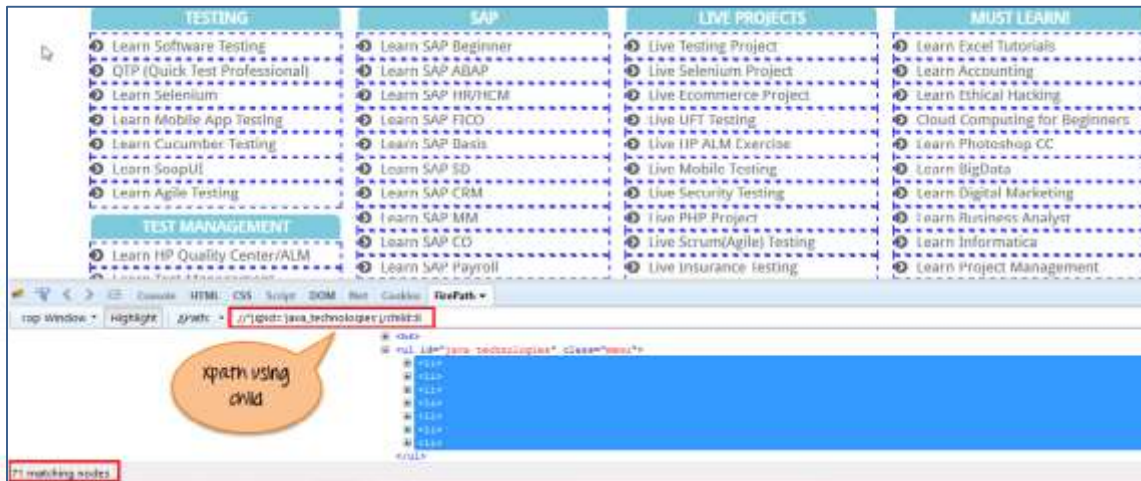 TESTING
Learn Software Testing
QTP (Quick Test Professional)
Learn Selenium
Learn Mobile App Testing
Learn Cucumber Testing
Learn SoapUI
Learn Agile Testing
TEST MANAGEMENT
Learn HP Quality Center/ALM
Learn Test Management
SAP
Learn SAP Beginner
Learn SAP ABAP
Learn SAP HR/HCM
Learn SAP FICO
Learn SAP Basis
Learn SAP SD
Learn SAP CRM
Learn SAP MM
Learn SAP CO
Learn SAP Payroll
LIVE PROJECTS
Live Testing Project
Live Selenium Project
Live Ecommerce Project
Live UFT Testing
Live HP ALM Exercise
Live Mobile Testing
Live Security Testing
Live PHP Project
Live Scrum(Agile) Testing
Live Insurance Testing
MUST LEARN!
Learn Excel Tutorials
Learn Accounting
Learn Ethical Hacking
Cloud Computing for Beginners
Learn Photoshop CC
Learn BigData
Learn Digital Marketing
Learn Business Analyst
Learn Informatica
Learn Project Management
Console HTML CSS Script DOM Net Cookies FirePath
Top Window Highlight XPath: //*[@id='java_technologies']/child::li
<ul id="java_technologies" class="menu">
<li>
<li>
<li>
<li>
<li>
<li>
<li>
</ul>
xpath using
child
71 matching nodes